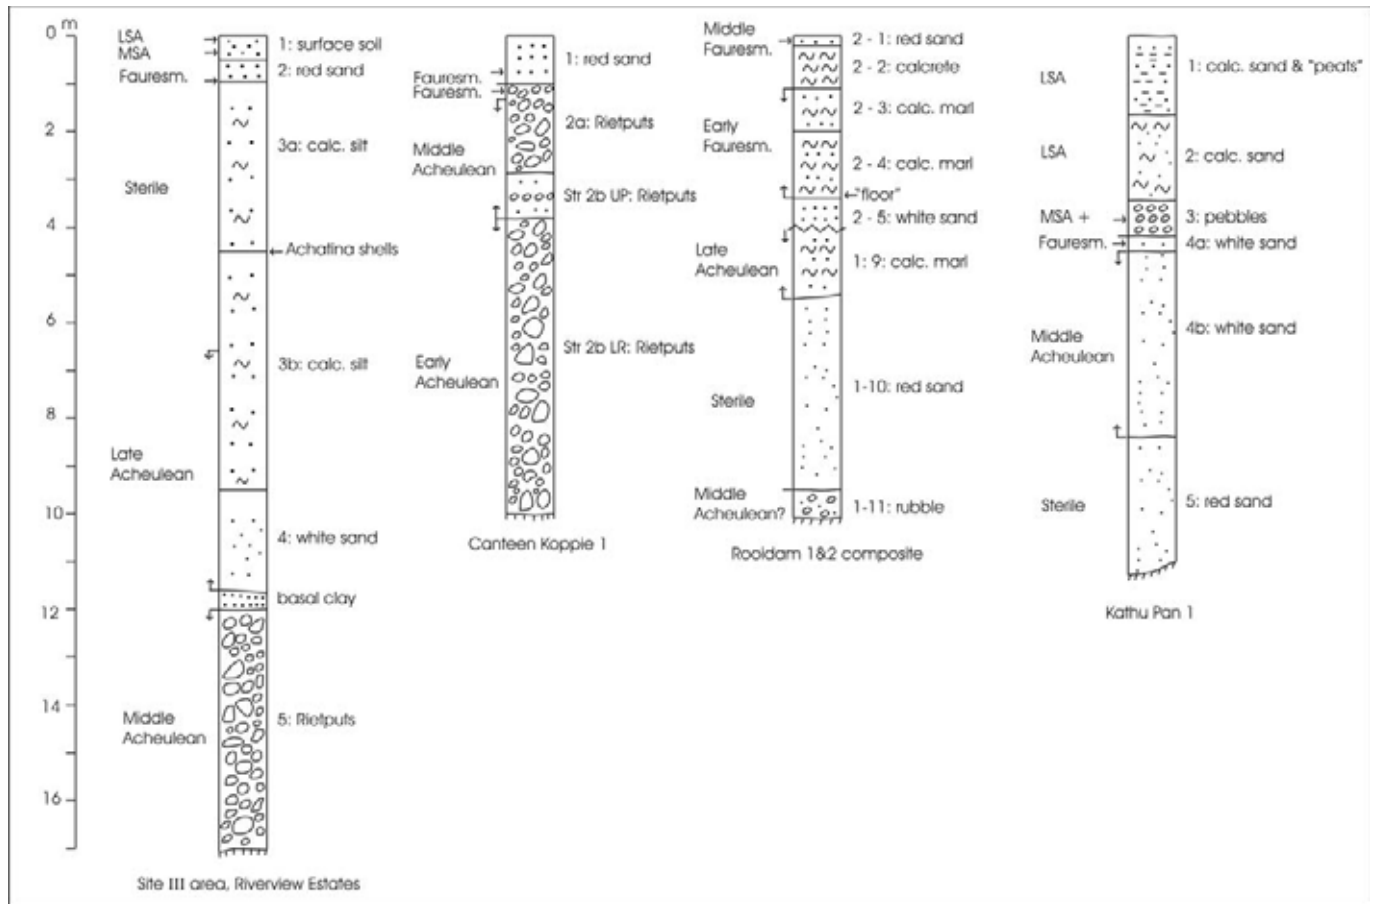 m
0
2
4
6
8
10
12
14
16
LSA
MSA
Fauresm.
Sterile
Late
Acheulean
Middle
Acheulean
1: surface soil
2: red sand
3a: calc. silt
Achatina shells
3b: calc. silt
4: white sand
basal clay
5: Rietputs
Site III area, Riverview Estates
Fauresm.
Fauresm.
Middle
Acheulean
Early
Acheulean
1: red sand
2a: Rietputs
Str 2b UP: Rietputs
Str 2b LR: Rietputs
Canteen Koppie 1
Middle
Fauresm.
Early
Fauresm.
Late
Acheulean
Sterile
Middle
Acheulean?
2 - 1: red sand
2 - 2: calcrete
2 - 3: calc. marl
2 - 4: calc. marl
"floor"
2 - 5: white sand
1: 9: calc. marl
1-10: red sand
1-11: rubble
Rooidam 1&2 composite
LSA
LSA
MSA +
Fauresm.
Middle
Acheulean
Sterile
1: calc. sand & "peats"
2: calc. sand
3: pebbles
4a: white sand
4b: white sand
5: red sand
Kathu Pan 1